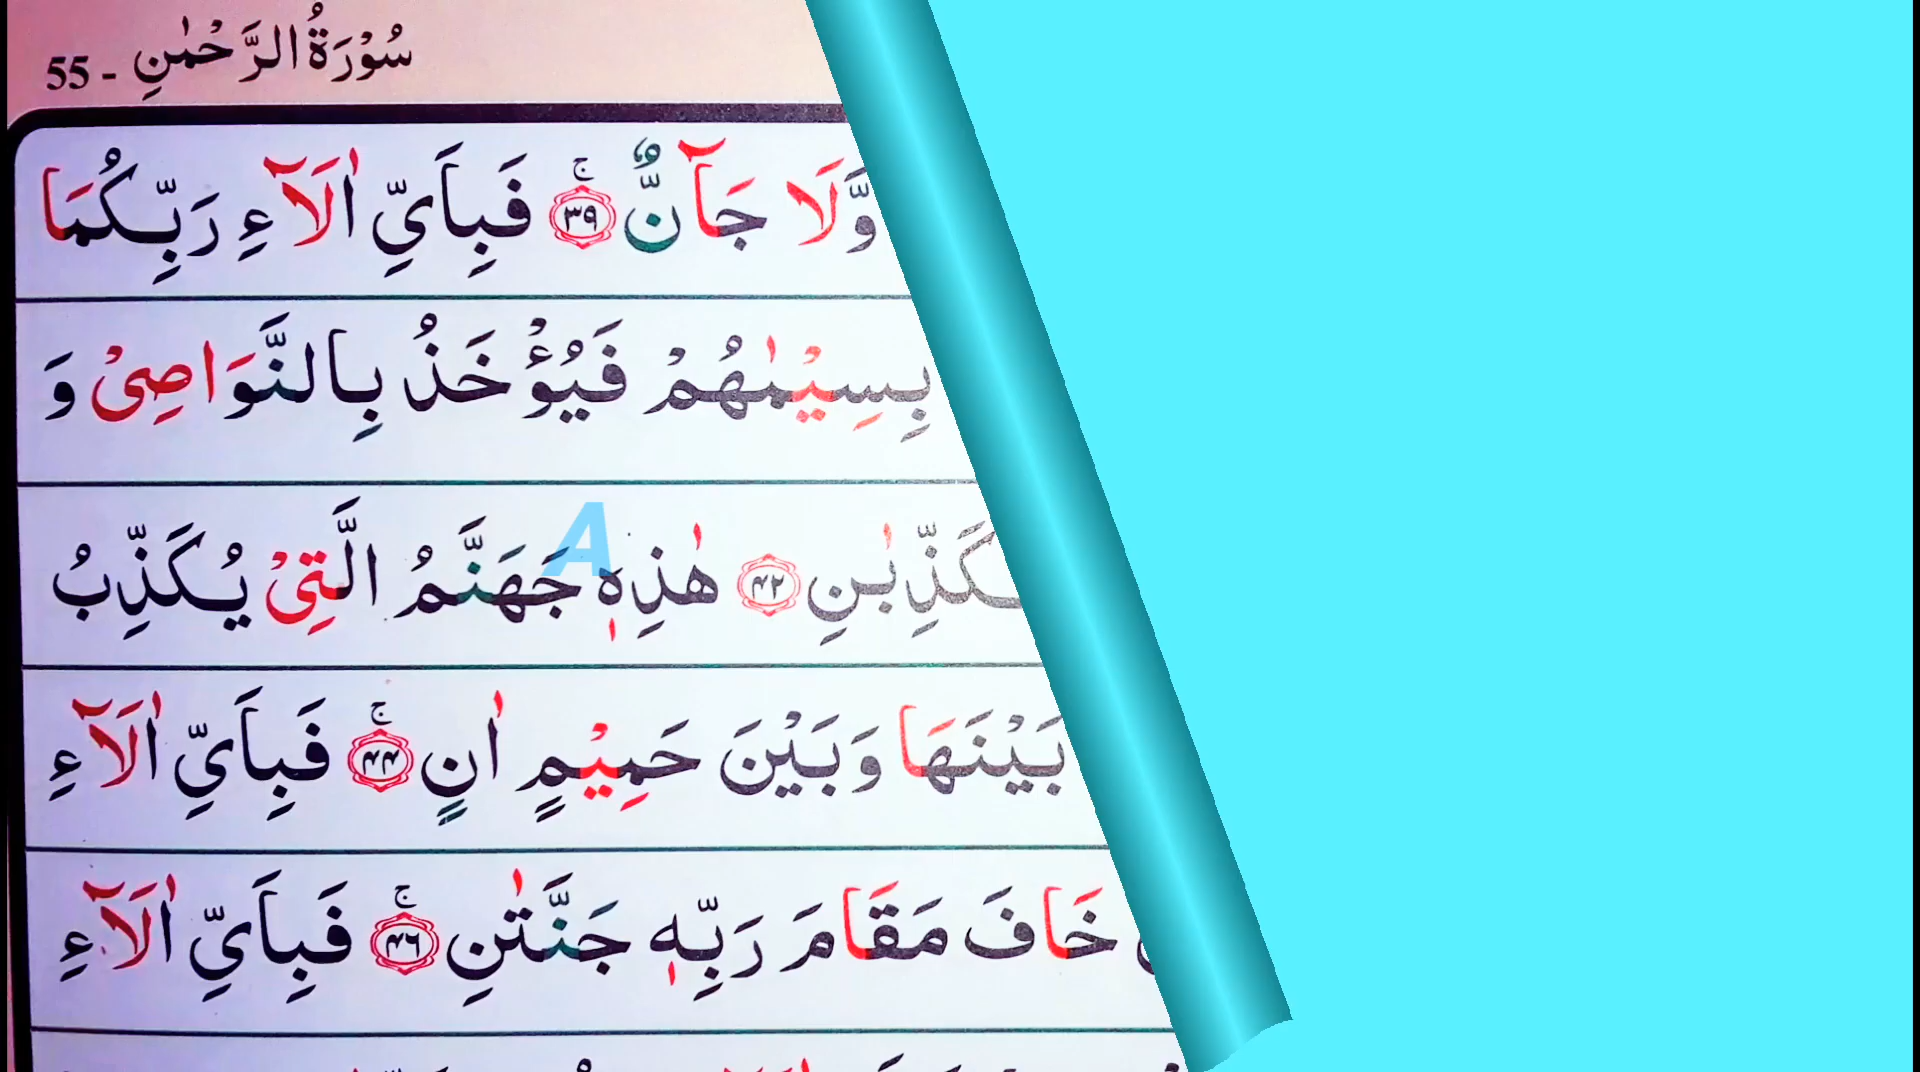 سُوْرَةُ الرَّحْمٰنِ - 55
وَّلَا جَآنٌّ ۚ ﴿۳۹﴾ فَبِاَيِّ اٰلَآءِ رَبِّكُمَا
بِسِيْمٰهُمْ فَيُؤْخَذُ بِالنَّوَاصِىْ وَ
كَذِّبٰنِ ﴿۴۲﴾ هٰذِهٖ جَهَنَّمُ الَّتِىْ يُكَذِّبُ
A
بَيْنَهَا وَبَيْنَ حَمِيْمٍ اٰنٍ ۚ ﴿۴۴﴾ فَبِاَيِّ اٰلَآءِ
خَافَ مَقَامَ رَبِّهٖ جَنَّتٰنِ ۚ ﴿۴۶﴾ فَبِاَيِّ اٰلَآءِ